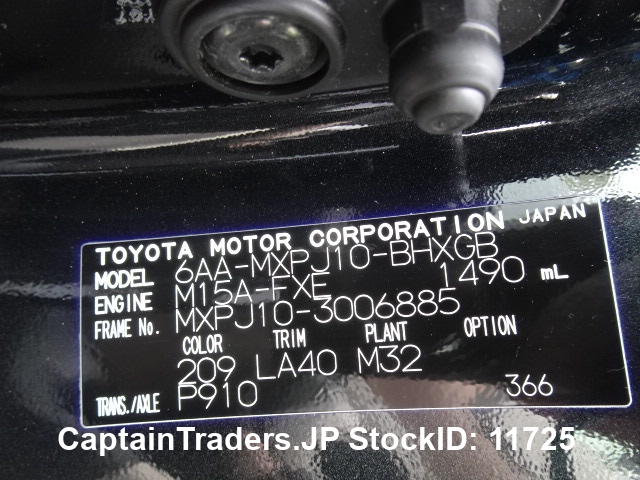 TOYOTA MOTOR CORPORATION JAPAN
MODEL 6AA-MXPJ10-BHXGB
ENGINE M15A-FXE 1490 mL
FRAME No. MXPJ10-3006885
COLOR TRIM PLANT OPTION
209 LA40 M32
TRANS./AXLE P910 366
CaptainTraders.JP StockID: 11725